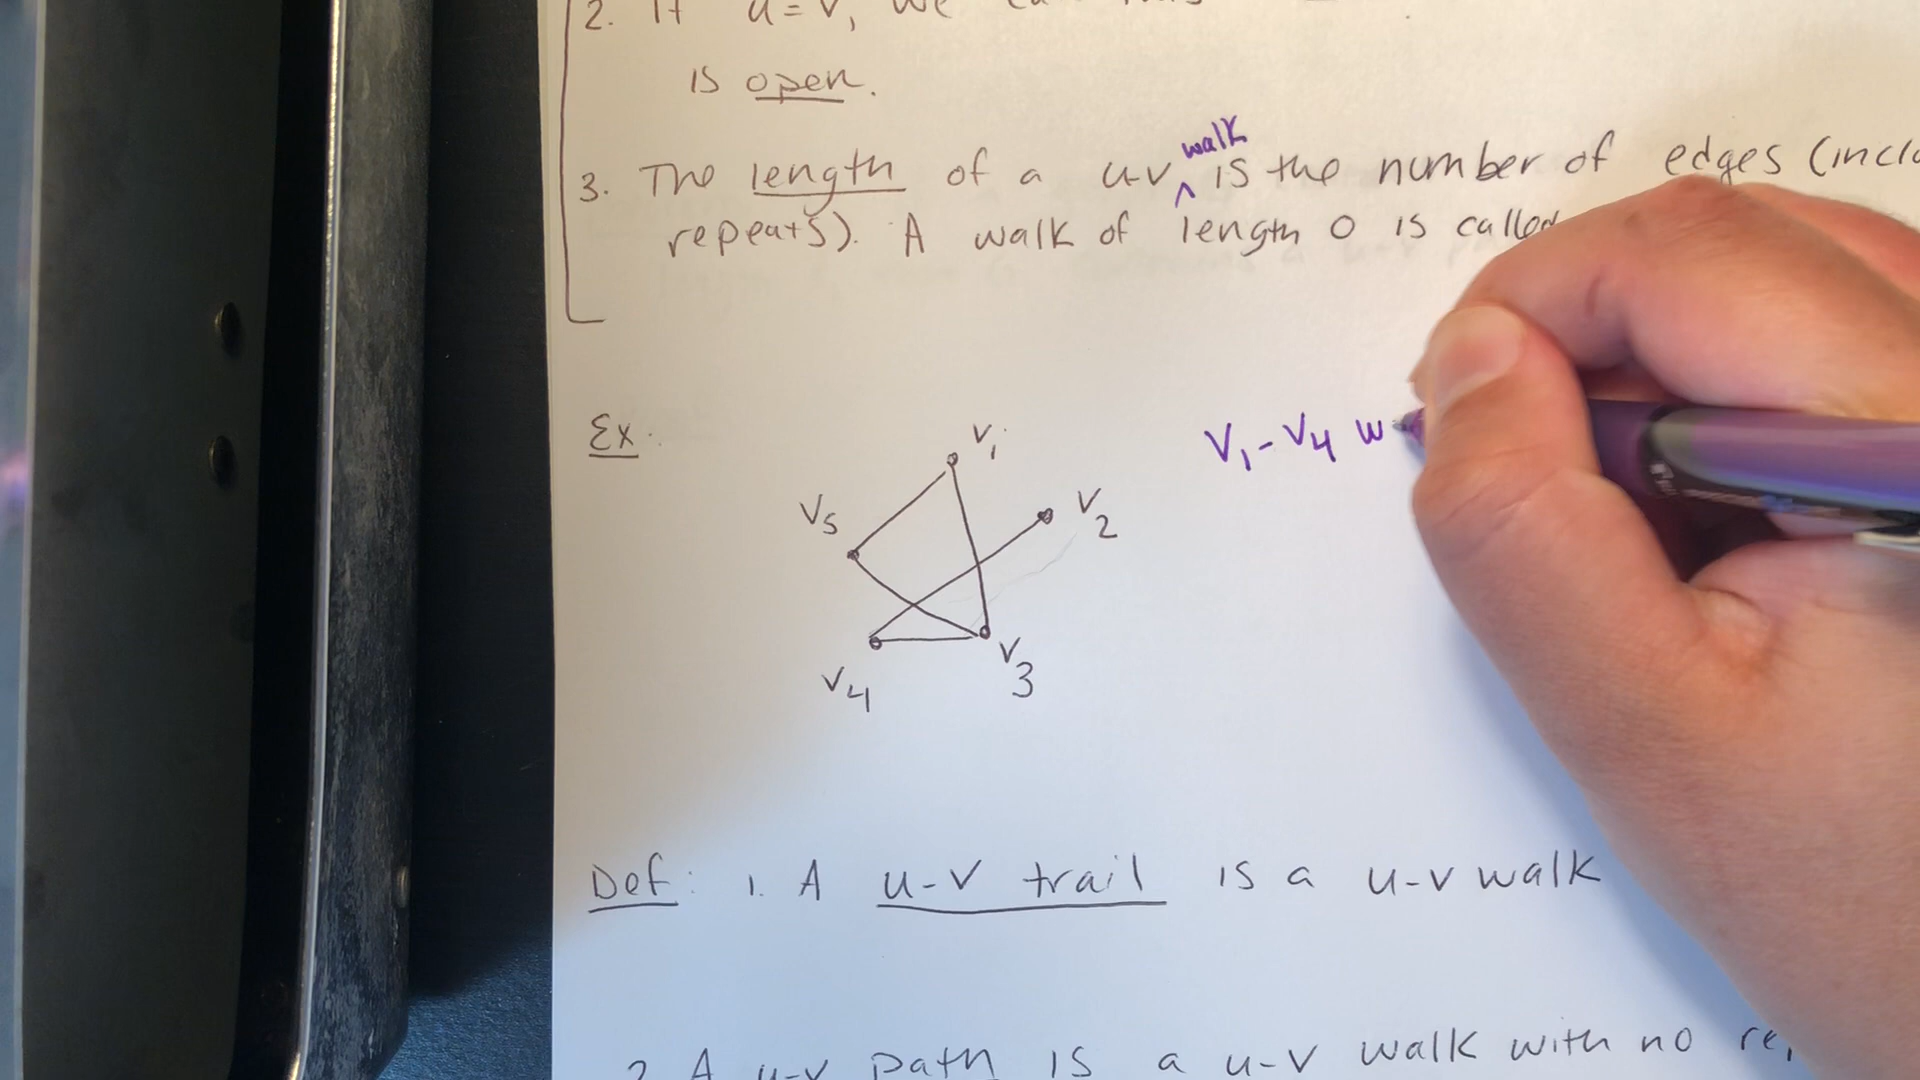 2. If u = v, we
is open.
walk
3. The length of a u-v ^ is the number of edges (inclu
repeats). A walk of length 0 is called
Ex:
V1
V5
V2
V3
V4
V1 - V4 w
Def: 1. A u-v trail is a u-v walk
2. A u-v path is a u-v walk with no re